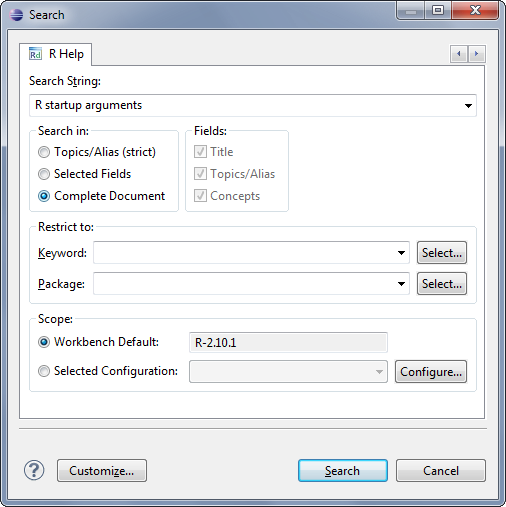 Search
Rd R Help
Search String:
R startup arguments
Search in:
Topics/Alias (strict)
Selected Fields
Complete Document
Fields:
Title
Topics/Alias
Concepts
Restrict to:
Keyword: Select...
Package: Select...
Scope:
Workbench Default: R-2.10.1
Selected Configuration: Configure...
? Customize... Search Cancel